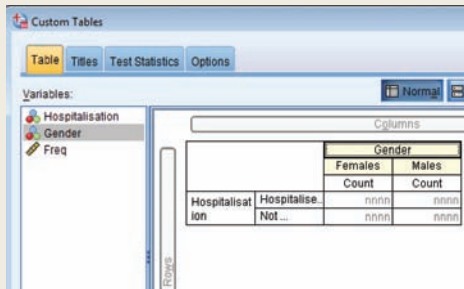 Custom Tables
Table Titles Test Statistics Options
Variables:
Normal
Hospitalisation
Gender
Freq
Columns
Rows
Gender
Females Males
Count Count
Hospitalisat
ion
Hospitalise... nnnn nnnn
Not ... nnnn nnnn